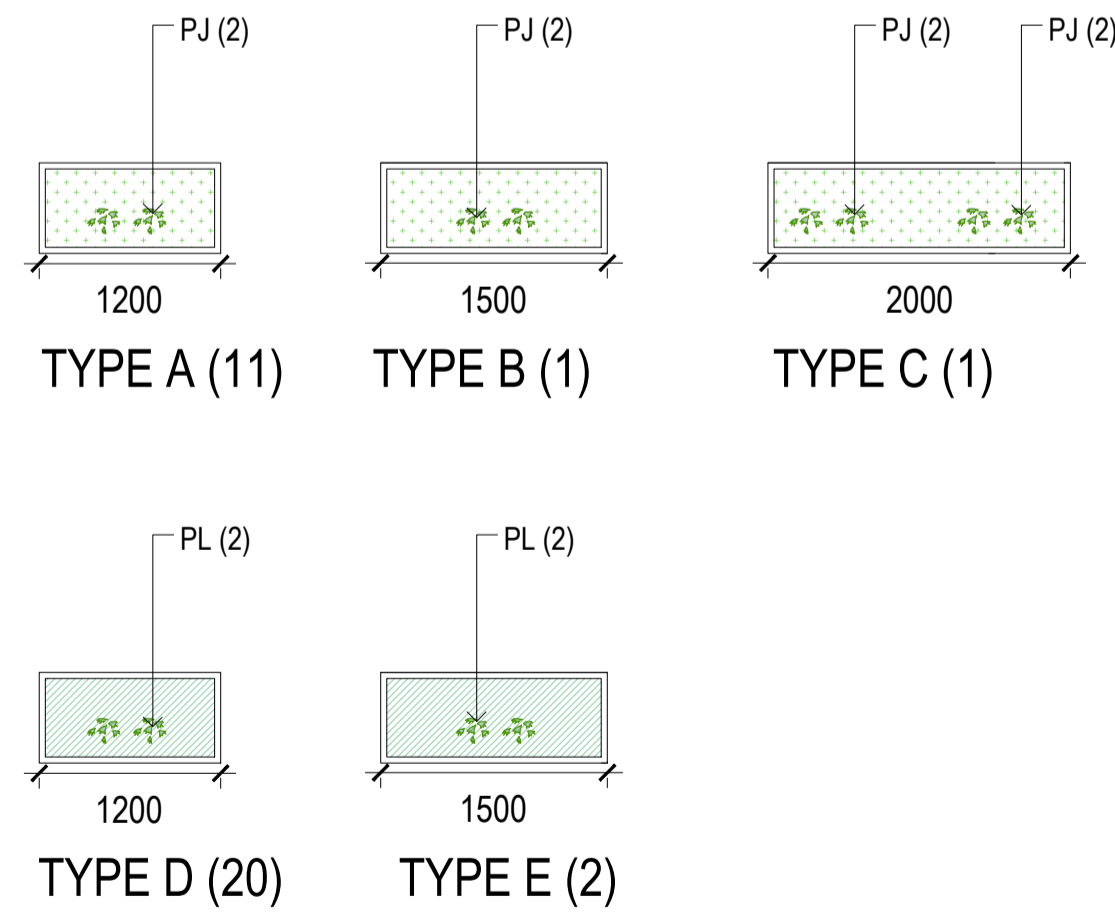 PJ (2) PJ (2) PJ (2) PJ (2)
1200 1500 2000
TYPE A (11) TYPE B (1) TYPE C (1)
PL (2) PL (2)
1200 1500
TYPE D (20) TYPE E (2)